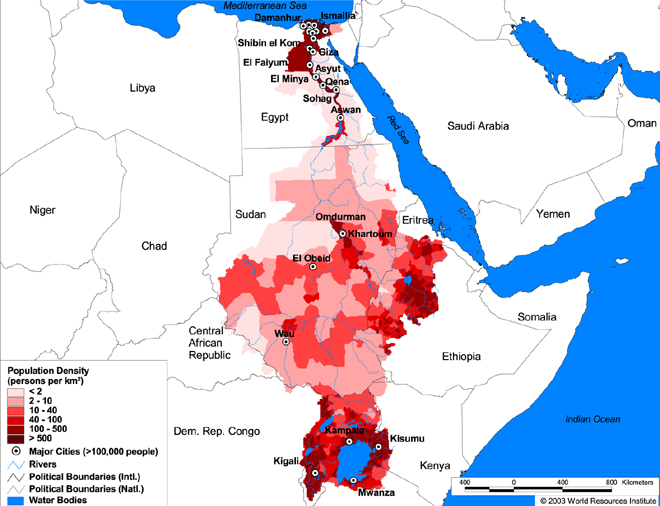 Mediterranean Sea
Damanhur
Ismailia
Shibin el Kom
Giza
El Faiyum
Asyut
El Minya
Qena
Sohag
Aswan
Libya
Egypt
Saudi Arabia
Red Sea
Oman
Niger
Chad
Sudan
Omdurman
Khartoum
Eritrea
Yemen
El Obeid
Somalia
Central
African
Republic
Wau
Ethiopia
Indian Ocean
Dem. Rep. Congo
Kampala
Kisumu
Kigali
Kenya
Mwanza
Population Density
(persons per km²)
< 2
2 - 10
10 - 40
40 - 100
100 - 500
> 500
Major Cities (>100,000 people)
Rivers
Political Boundaries (Intl.)
Political Boundaries (Natl.)
Water Bodies
400 0 400 800 Kilometers
© 2003 World Resources Institute